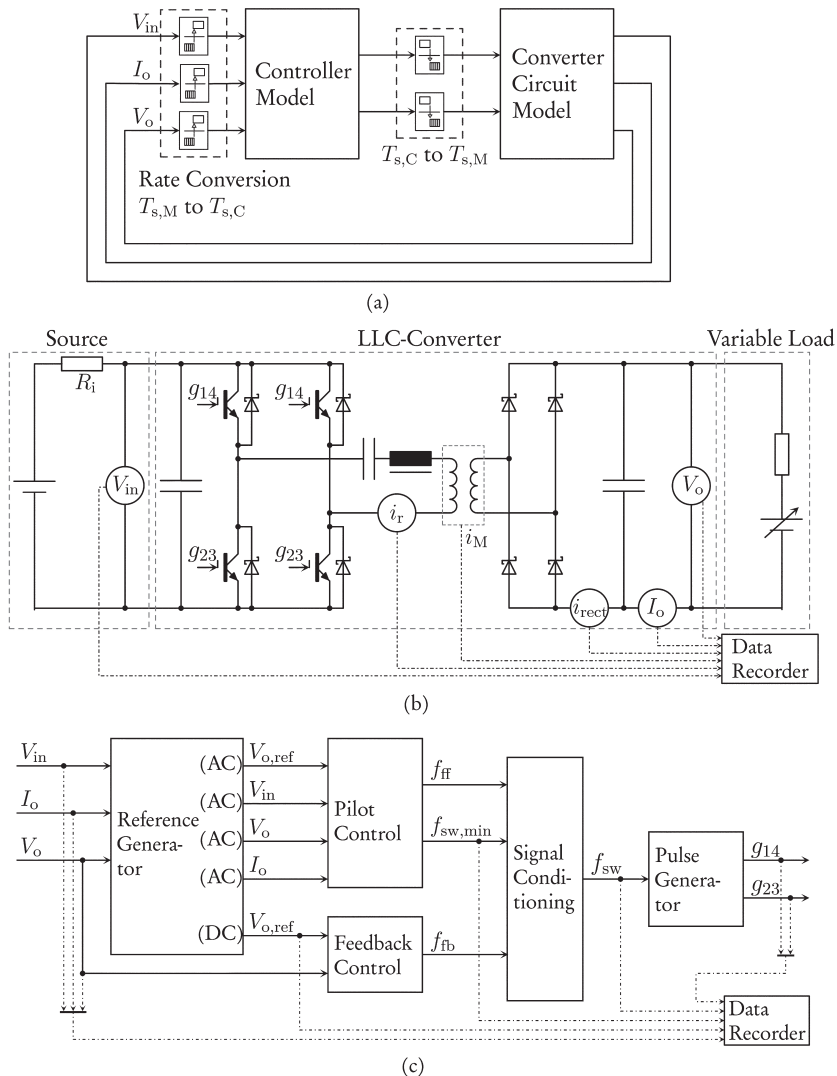 V_in
I_o
V_o
Controller
Model
Converter
Circuit
Model
T_s,C to T_s,M
Rate Conversion
T_s,M to T_s,C
(a)
Source
LLC-Converter
Variable Load
R_i
g_14
g_14
V_in
i_r
V_o
i_M
g_23
g_23
i_rect
I_o
Data
Recorder
(b)
V_in
I_o
V_o
Reference
Genera-
tor
(AC)
(AC)
(AC)
(AC)
(DC)
V_o,ref
V_in
V_o
I_o
V_o,ref
Pilot
Control
Feedback
Control
f_ff
f_sw,min
f_fb
Signal
Condi-
tioning
f_sw
Pulse
Genera-
tor
g_14
g_23
Data
Recorder
(c)